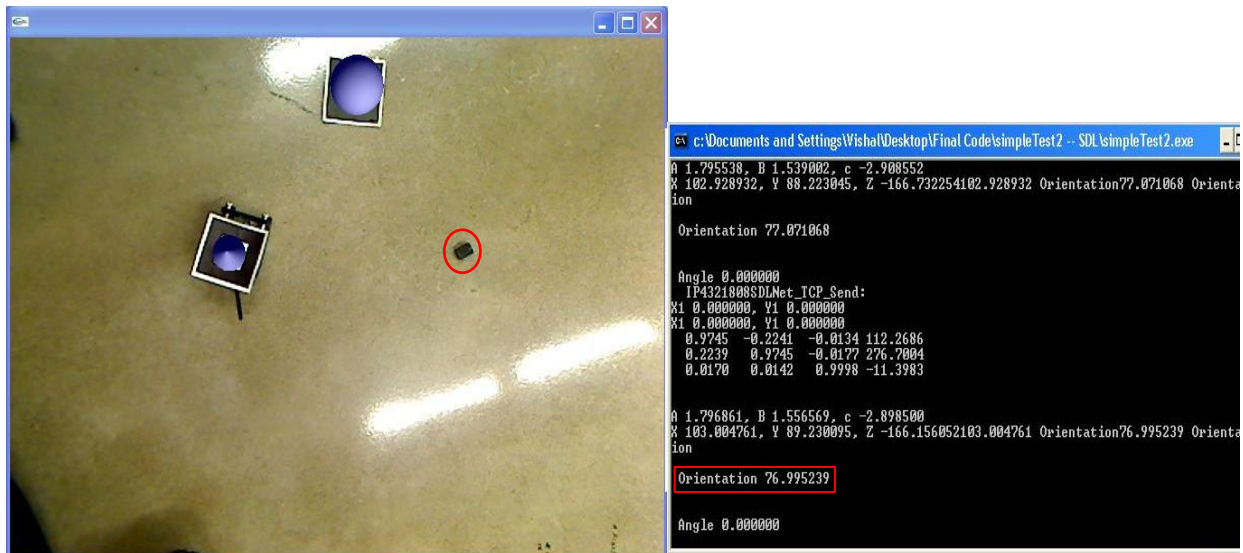 c:\Documents and Settings\Vishal\Desktop\Final Code\simpleTest2 -- SDL\simpleTest2.exe
A 1.795538, B 1.539002, c -2.908552
X 102.928932, Y 88.223045, Z -166.732254102.928932 Orientation77.071068 Orienta
ion
Orientation 77.071068
Angle 0.000000
IP4321808SDLNet_TCP_Send:
X1 0.000000, Y1 0.000000
X1 0.000000, Y1 0.000000
0.9745 -0.2241 -0.0134 112.2686
0.2239 0.9745 -0.0177 276.7004
0.0170 0.0142 0.9998 -11.3983
A 1.796861, B 1.556569, c -2.898500
X 103.004761, Y 89.230095, Z -166.156052103.004761 Orientation76.995239 Orienta
ion
Orientation 76.995239
Angle 0.000000